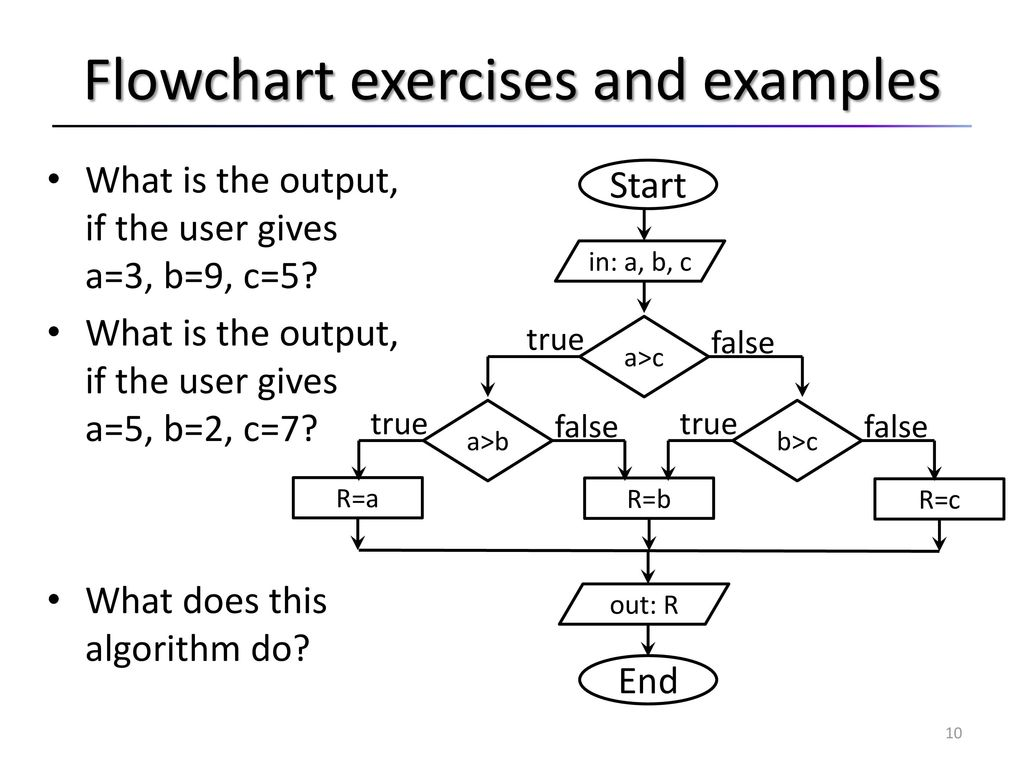 Flowchart exercises and examples
• What is the output,
if the user gives
a=3, b=9, c=5?
• What is the output,
if the user gives
a=5, b=2, c=7?
• What does this
algorithm do?
Start
in: a, b, c
true
a>c
false
true
a>b
false
true
b>c
false
R=a
R=b
R=c
out: R
End
10